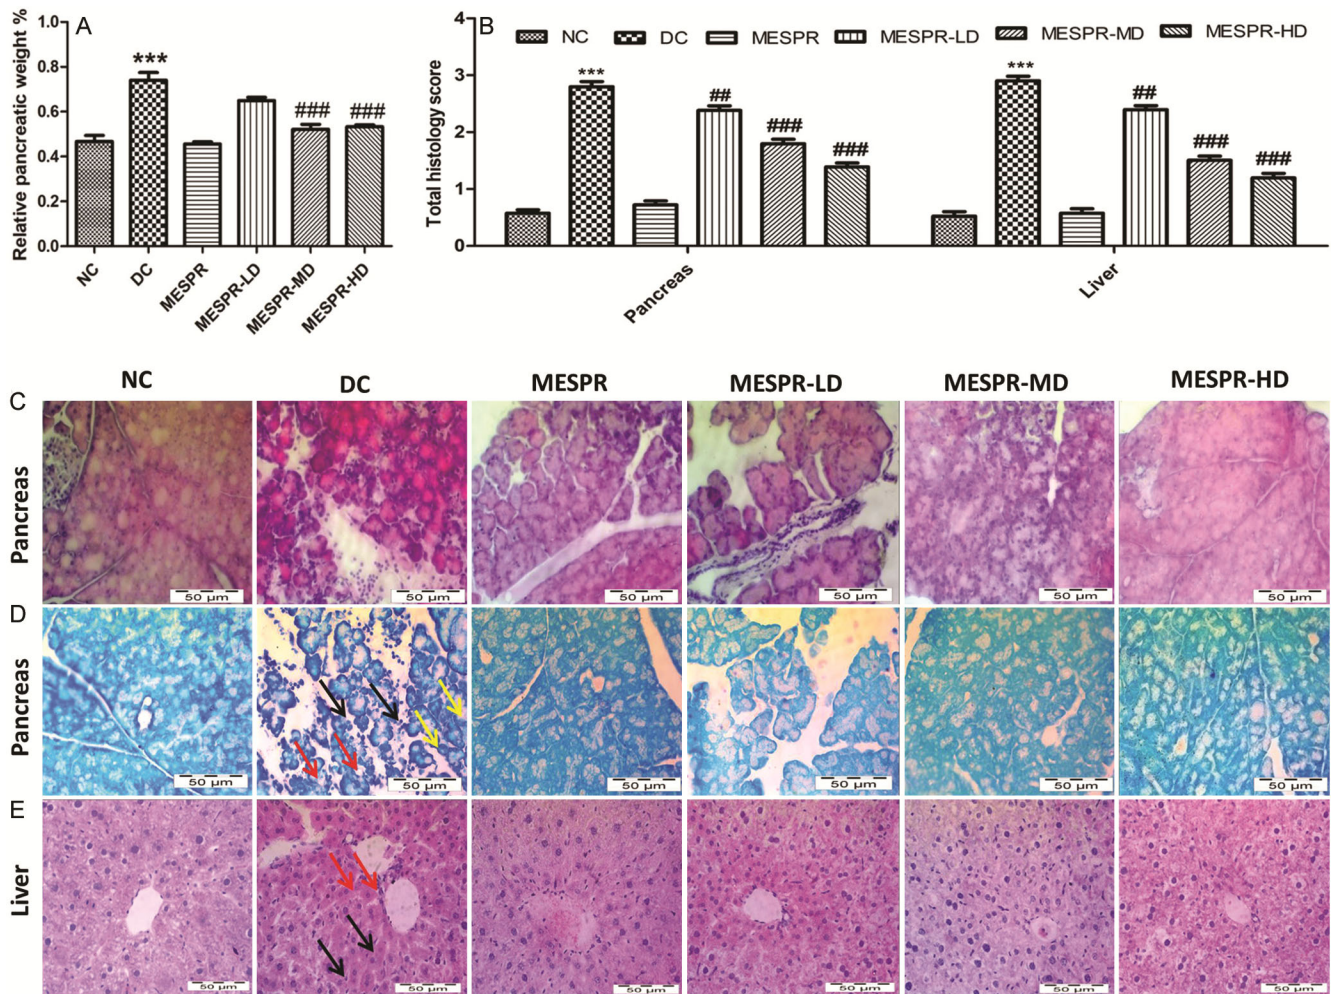 A
Relative pancreatic weight %
1.0
0.8
0.6
0.4
0.2
0.0
***
###
###
NC
DC
MESPR
MESPR-LD
MESPR-MD
MESPR-HD
B
NC
DC
MESPR
MESPR-LD
MESPR-MD
MESPR-HD
Total histology score
4
3
2
1
0
***
##
###
###
***
##
###
###
Pancreas
Liver
NC
DC
MESPR
MESPR-LD
MESPR-MD
MESPR-HD
C
Pancreas
50 µm
50 µm
50 µm
50 µm
50 µm
50 µm
D
Pancreas
50 µm
50 µm
50 µm
50 µm
50 µm
50 µm
E
Liver
50 µm
50 µm
50 µm
50 µm
50 µm
50 µm